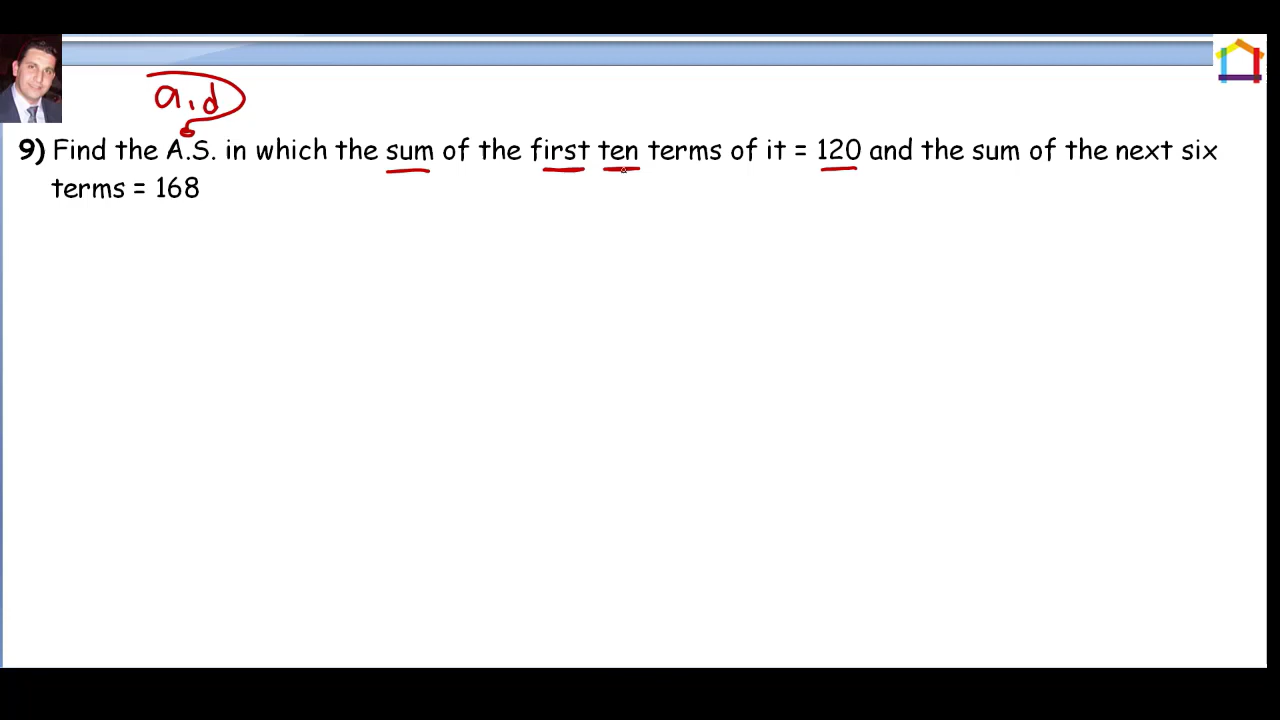 a,d
9) Find the A.S. in which the sum of the first ten terms of it = 120 and the sum of the next six
terms = 168